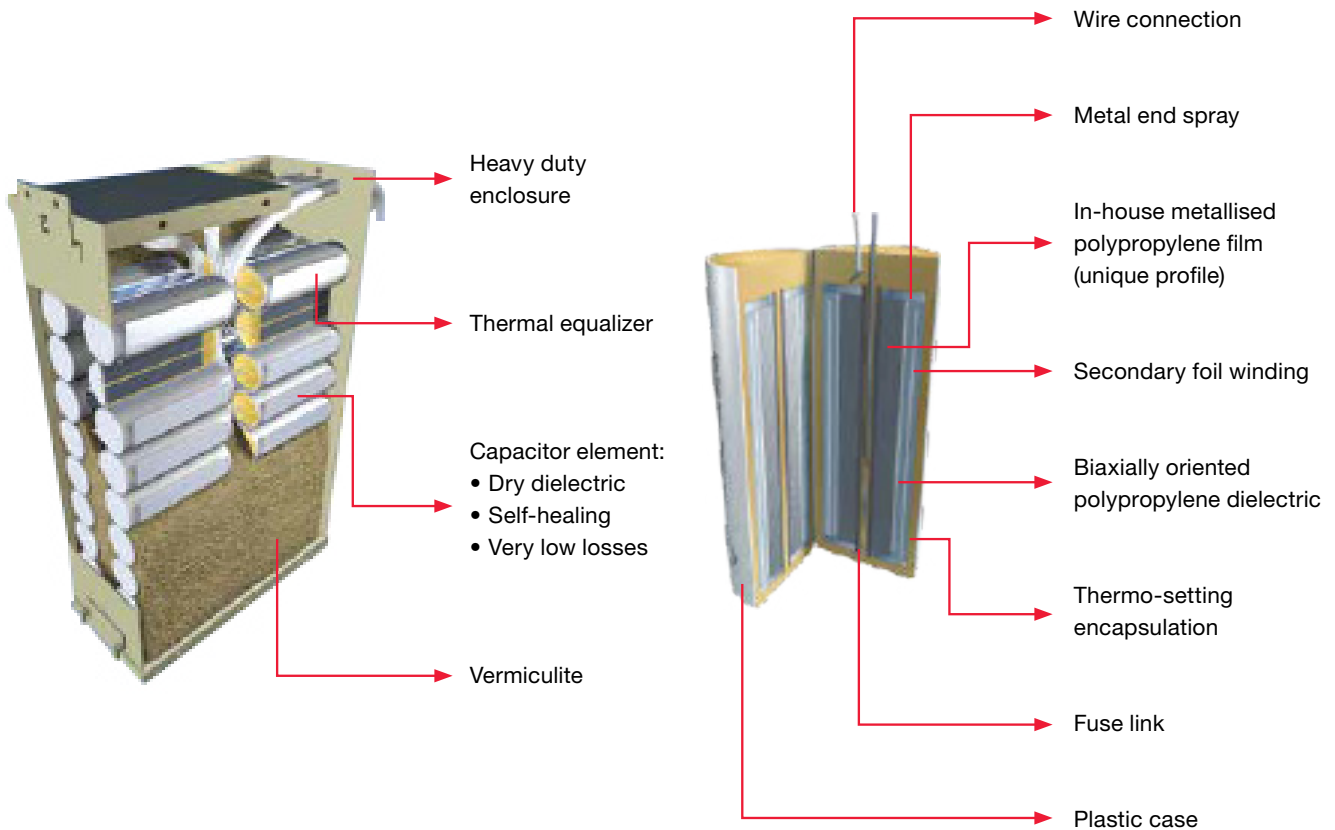 Heavy duty
enclosure
Thermal equalizer
Capacitor element:
• Dry dielectric
• Self-healing
• Very low losses
Vermiculite
Wire connection
Metal end spray
In-house metallised
polypropylene film
(unique profile)
Secondary foil winding
Biaxially oriented
polypropylene dielectric
Thermo-setting
encapsulation
Fuse link
Plastic case